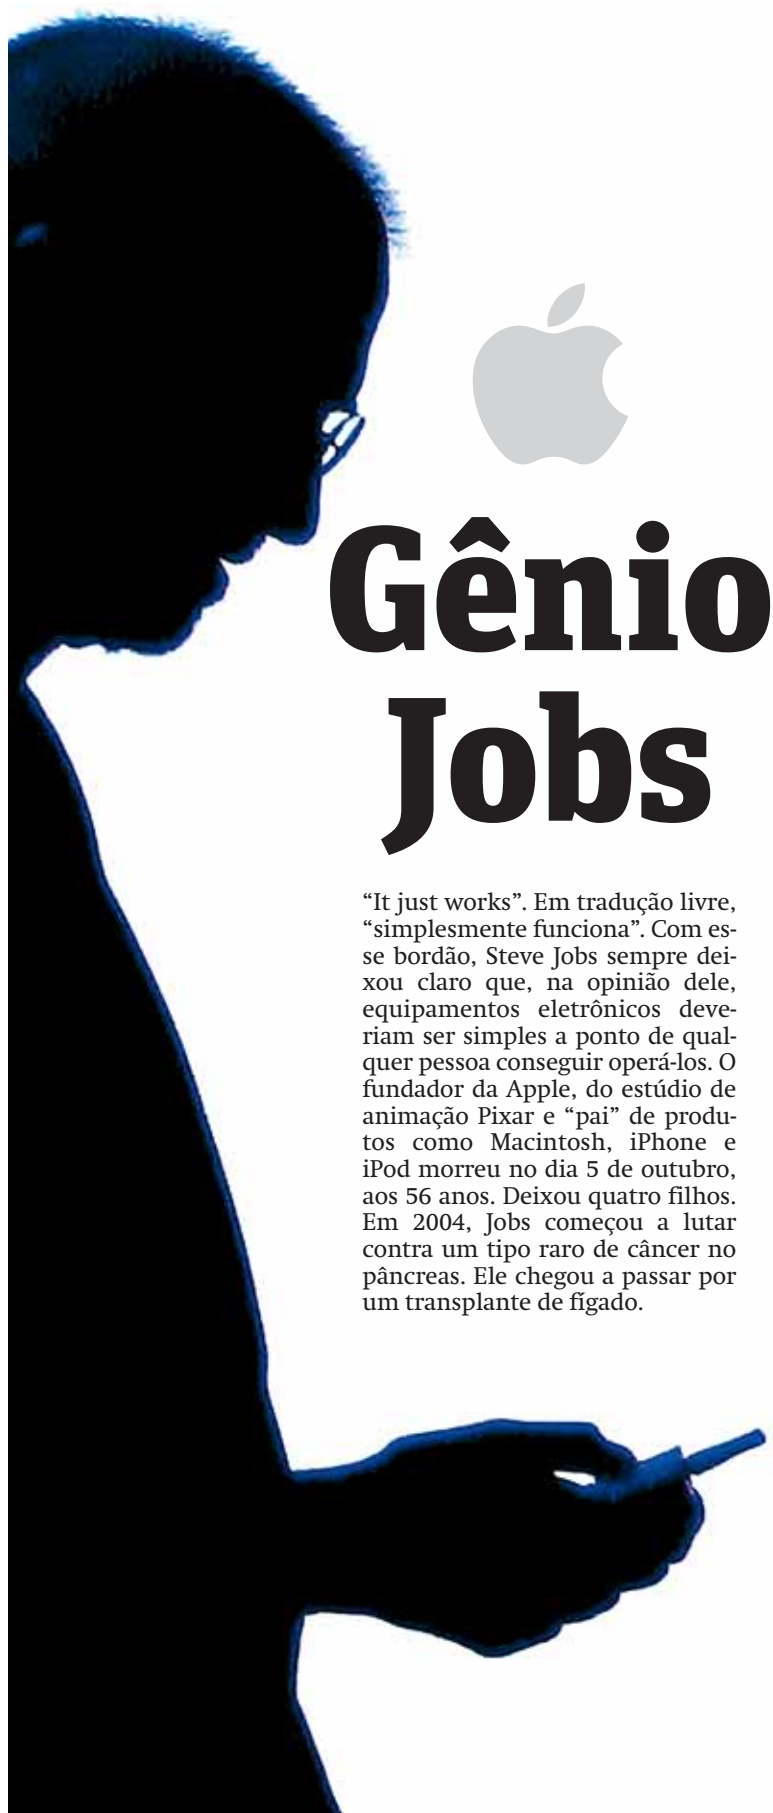 Gênio
Jobs
“It just works”. Em tradução livre,
“simplesmente funciona”. Com es-
se bordão, Steve Jobs sempre dei-
xou claro que, na opinião dele,
equipamentos eletrônicos deve-
riam ser simples a ponto de qual-
quer pessoa conseguir operá-los. O
fundador da Apple, do estúdio de
animação Pixar e “pai” de produ-
tos como Macintosh, iPhone e
iPod morreu no dia 5 de outubro,
aos 56 anos. Deixou quatro filhos.
Em 2004, Jobs começou a lutar
contra um tipo raro de câncer no
pâncreas. Ele chegou a passar por
um transplante de fígado.